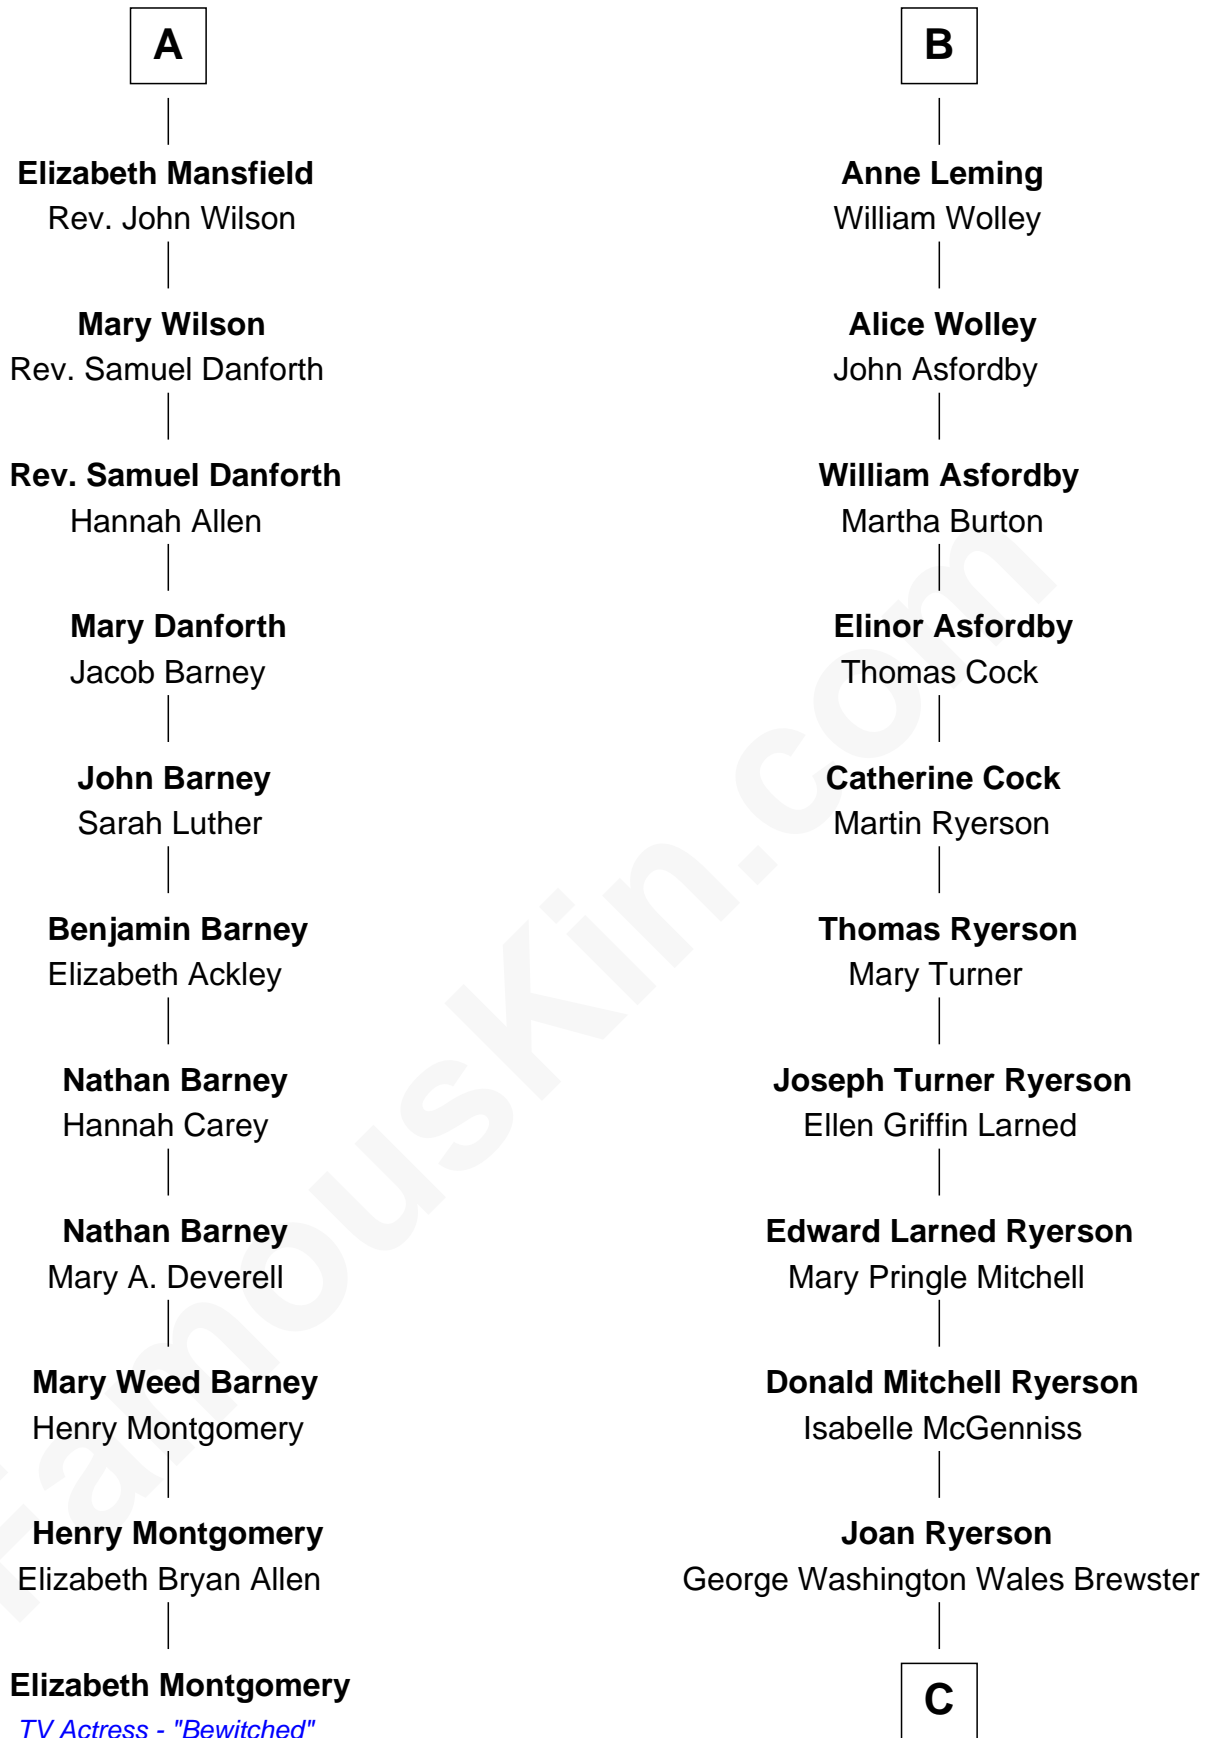 A
Elizabeth Mansfield
Rev. John Wilson
Mary Wilson
Rev. Samuel Danforth
Rev. Samuel Danforth
Hannah Allen
Mary Danforth
Jacob Barney
John Barney
Sarah Luther
Benjamin Barney
Elizabeth Ackley
Nathan Barney
Hannah Carey
Nathan Barney
Mary A. Deverell
Mary Weed Barney
Henry Montgomery
Henry Montgomery
Elizabeth Bryan Allen
Elizabeth Montgomery
TV Actress - "Bewitched"
B
Anne Leming
William Wolley
Alice Wolley
John Asfordby
William Asfordby
Martha Burton
Elinor Asfordby
Thomas Cock
Catherine Cock
Martin Ryerson
Thomas Ryerson
Mary Turner
Joseph Turner Ryerson
Ellen Griffin Larned
Edward Larned Ryerson
Mary Pringle Mitchell
Donald Mitchell Ryerson
Isabelle McGenniss
Joan Ryerson
George Washington Wales Brewster
C
FamousKin.com